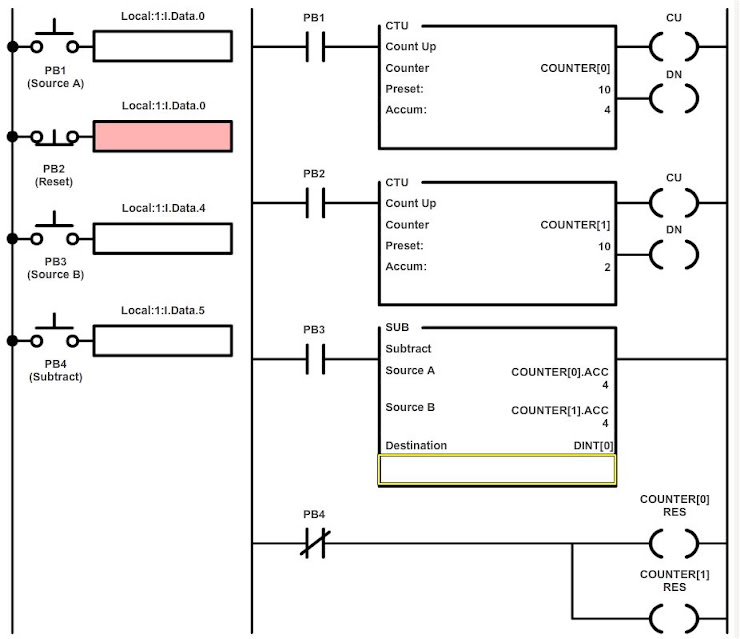 Local:1:I.Data.0
PB1
(Source A)
Local:1:I.Data.0
PB2
(Reset)
Local:1:I.Data.4
PB3
(Source B)
Local:1:I.Data.5
PB4
(Subtract)
PB1
CTU
Count Up
Counter COUNTER[0]
Preset: 10
Accum: 4
CU
DN
PB2
CTU
Count Up
Counter COUNTER[1]
Preset: 10
Accum: 2
CU
DN
PB3
SUB
Subtract
Source A COUNTER[0].ACC
4
Source B COUNTER[1].ACC
4
Destination DINT[0]
PB4
COUNTER[0]
RES
COUNTER[1]
RES